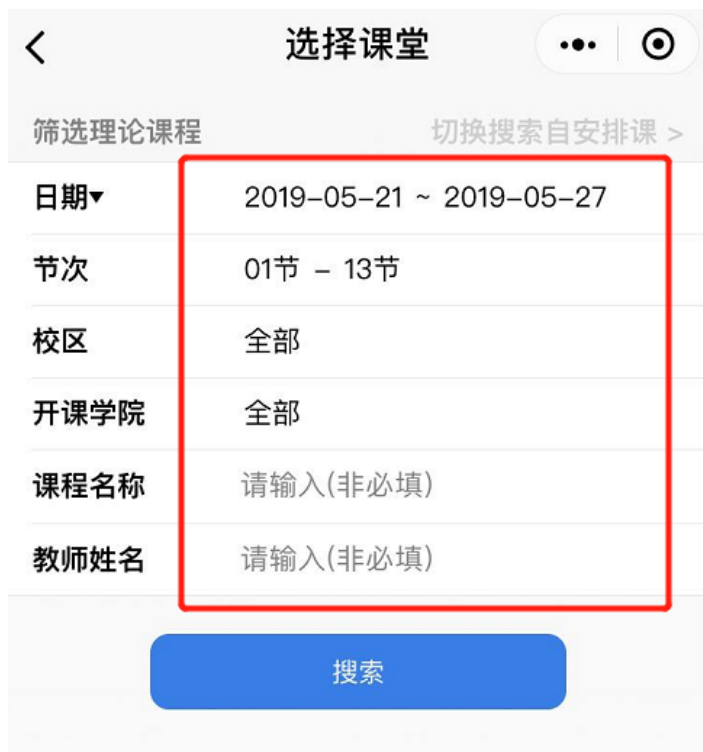 选择课堂
筛选理论课程 切换搜索自安排课 >
日期▾ 2019-05-21 ~ 2019-05-27
节次 01节 - 13节
校区 全部
开课学院 全部
课程名称 请输入(非必填)
教师姓名 请输入(非必填)
搜索